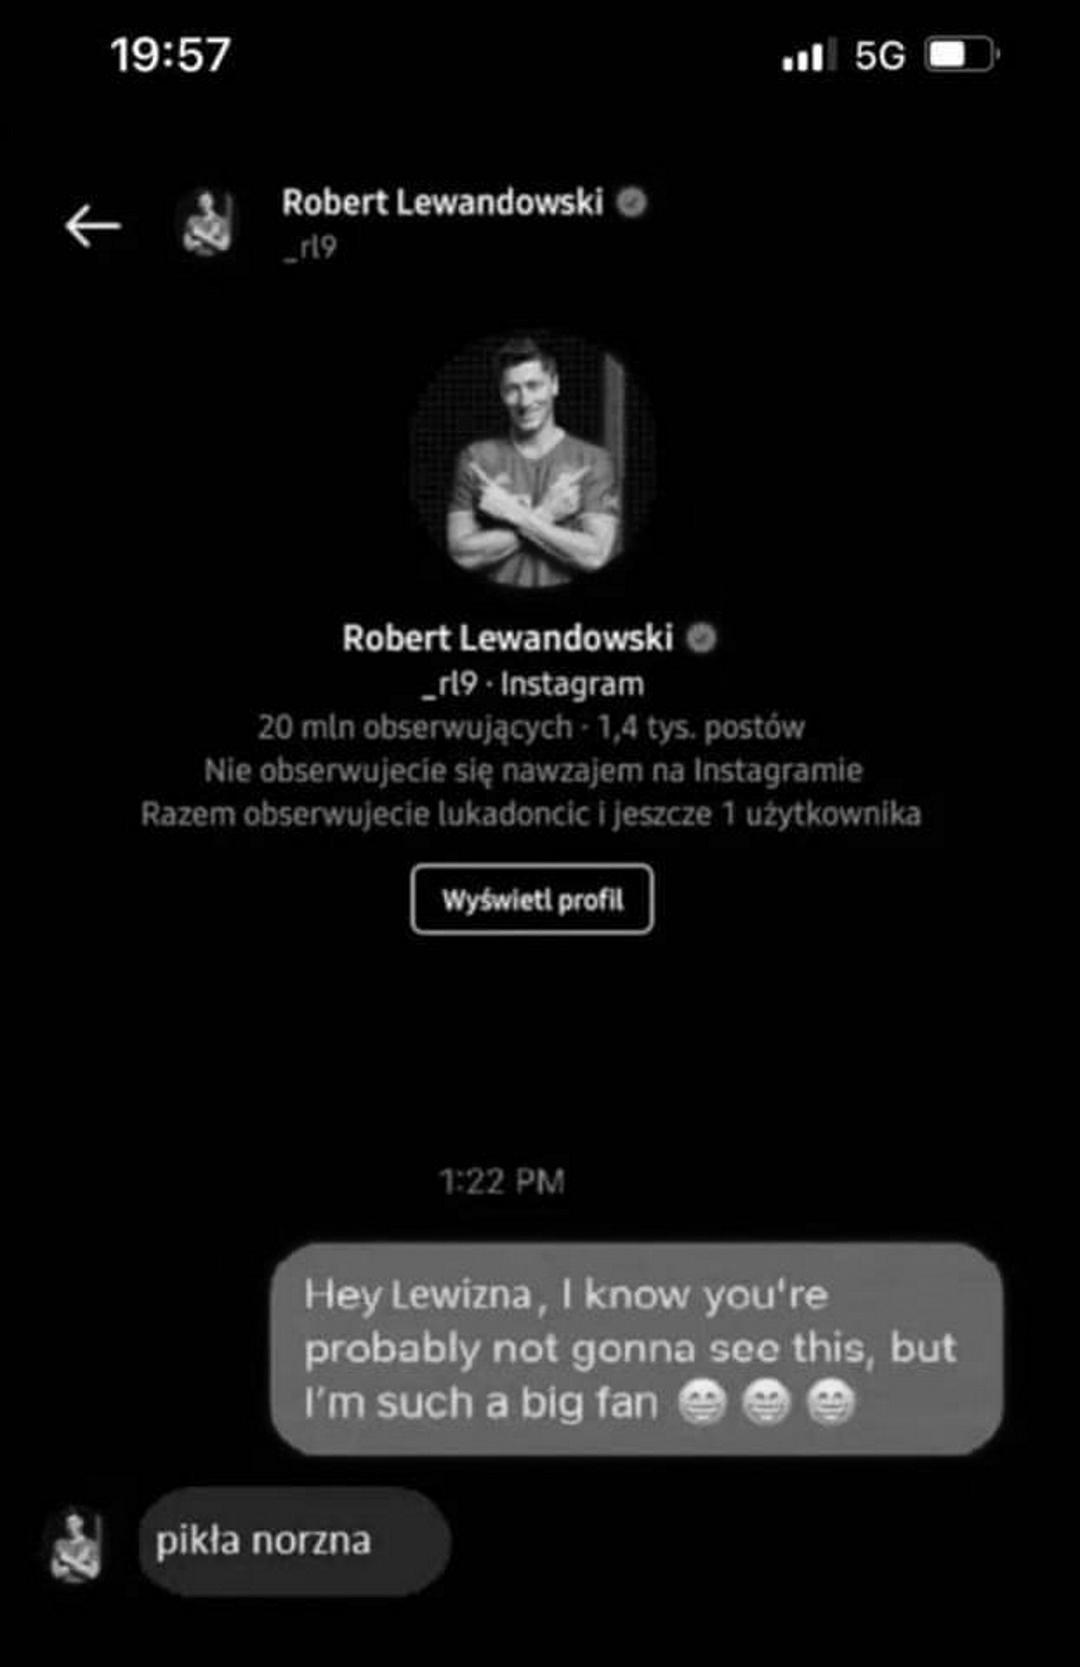 19:57 5G
Robert Lewandowski
_rl9
Robert Lewandowski
_rl9 · Instagram
20 mln obserwujących · 1,4 tys. postów
Nie obserwujecie się nawzajem na Instagramie
Razem obserwujecie lukadoncic i jeszcze 1 użytkownika
Wyświetl profil
1:22 PM
Hey Lewizna, I know you're
probably not gonna see this, but
I'm such a big fan 😁😁😁
pikła norzna